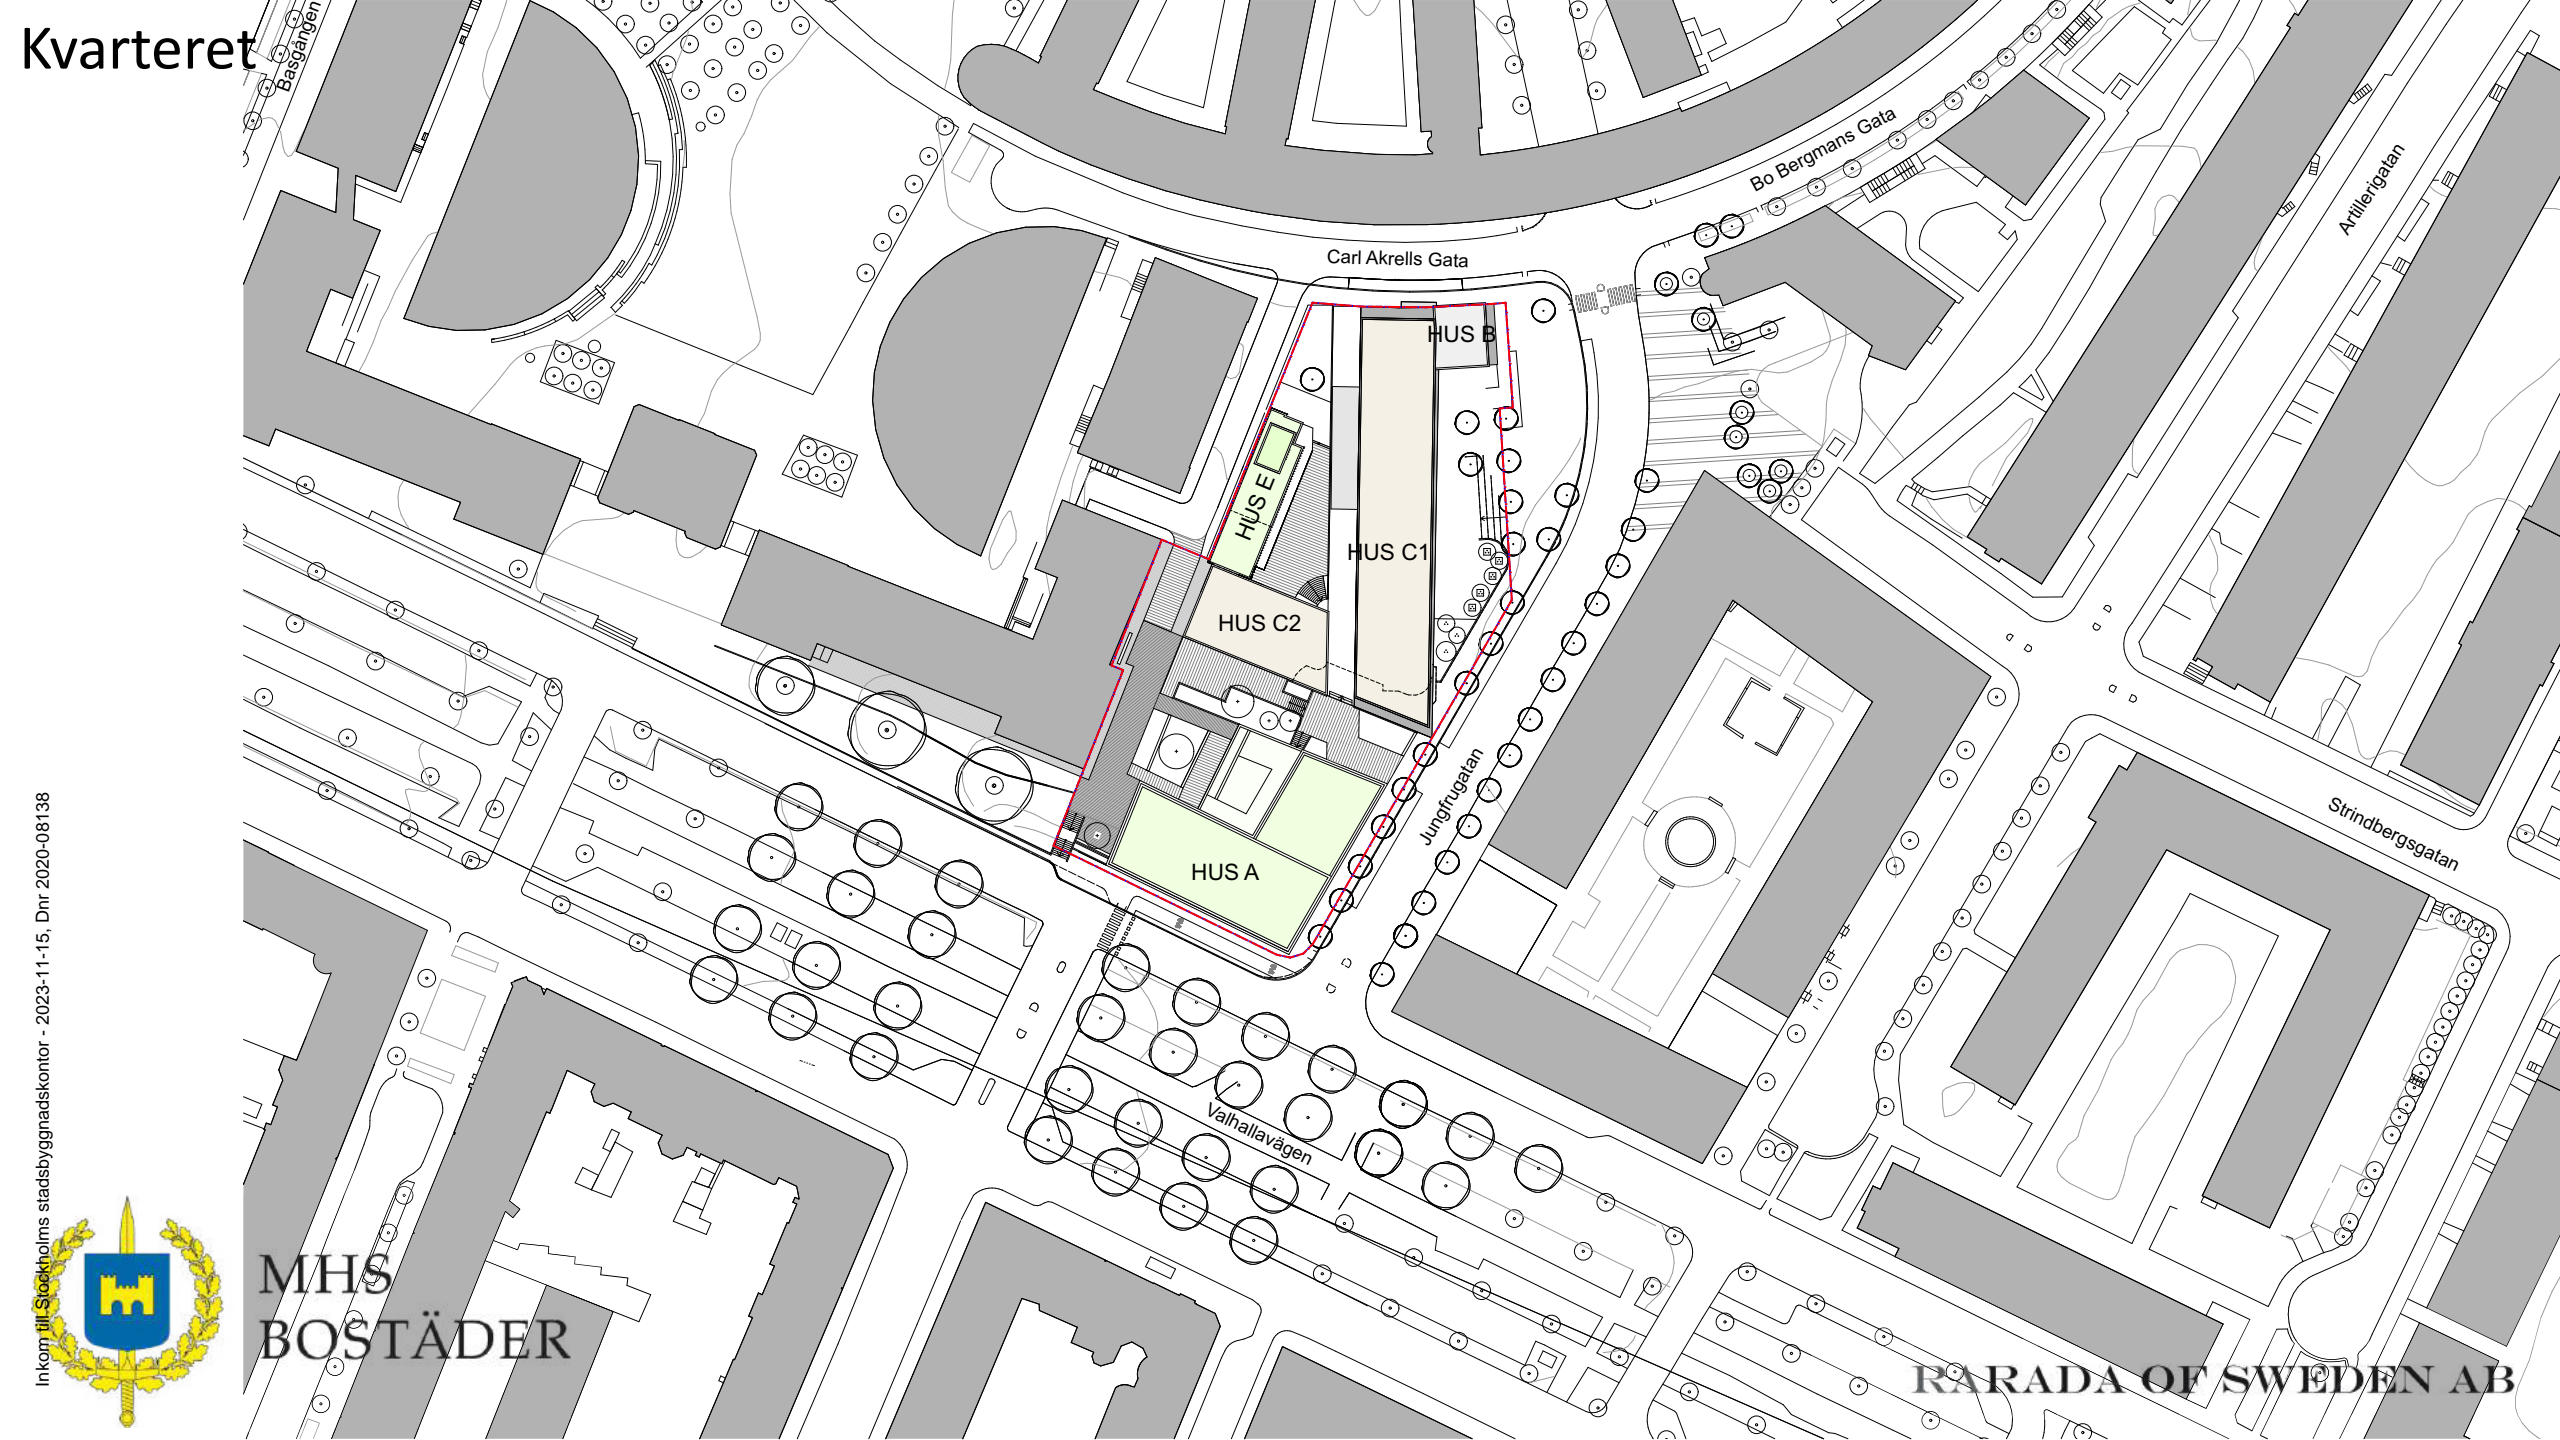 Kvarteret
Basgången
Bo Bergmans Gata
Artillerigatan
Carl Akrells Gata
HUS B
HUS E
HUS C1
HUS C2
HUS A
Jungfrugatan
Strindbergsgatan
Valhallavägen
Inkom till Stockholms stadsbyggnadskontor - 2023-11-15, Dnr 2020-08138
MHS
BOSTÄDER
RARADA OF SWEDEN AB